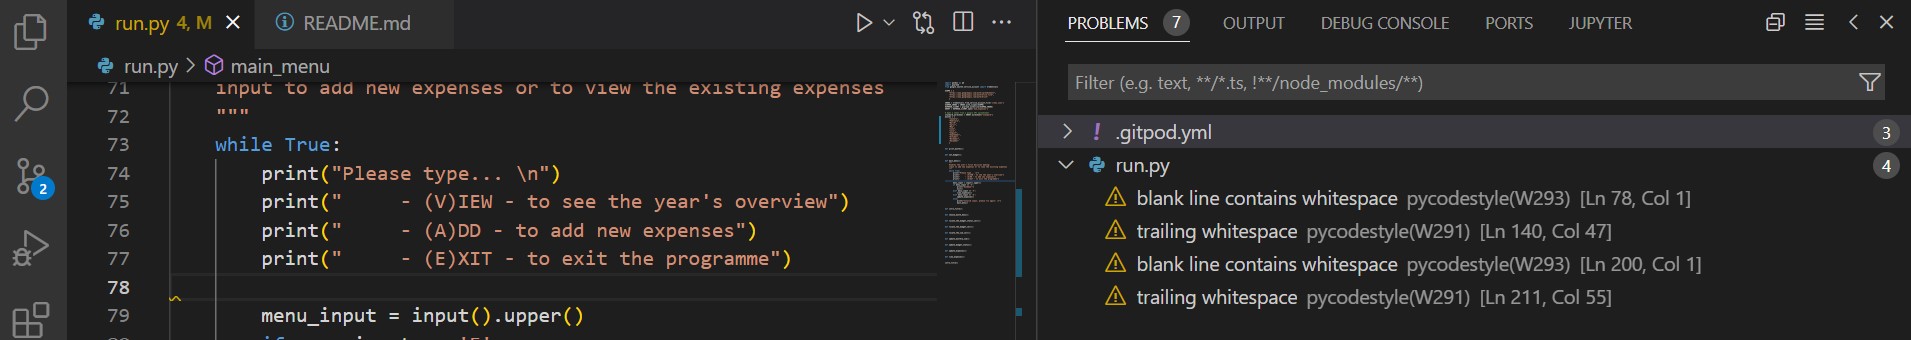 run.py 4, M
README.md
run.py > main_menu
71 input to add new expenses or to view the existing expenses
72 """
73 while True:
74 print("Please type... \n")
75 print("     - (V)IEW - to see the year's overview")
76 print("     - (A)DD - to add new expenses")
77 print("     - (E)XIT - to exit the programme")
78
79 menu_input = input().upper()
2
PROBLEMS 7 OUTPUT DEBUG CONSOLE PORTS JUPYTER
Filter (e.g. text, **/*.ts, !**/node_modules/**)
! .gitpod.yml 3
run.py 4
blank line contains whitespace pycodestyle(W293) [Ln 78, Col 1]
trailing whitespace pycodestyle(W291) [Ln 140, Col 47]
blank line contains whitespace pycodestyle(W293) [Ln 200, Col 1]
trailing whitespace pycodestyle(W291) [Ln 211, Col 55]